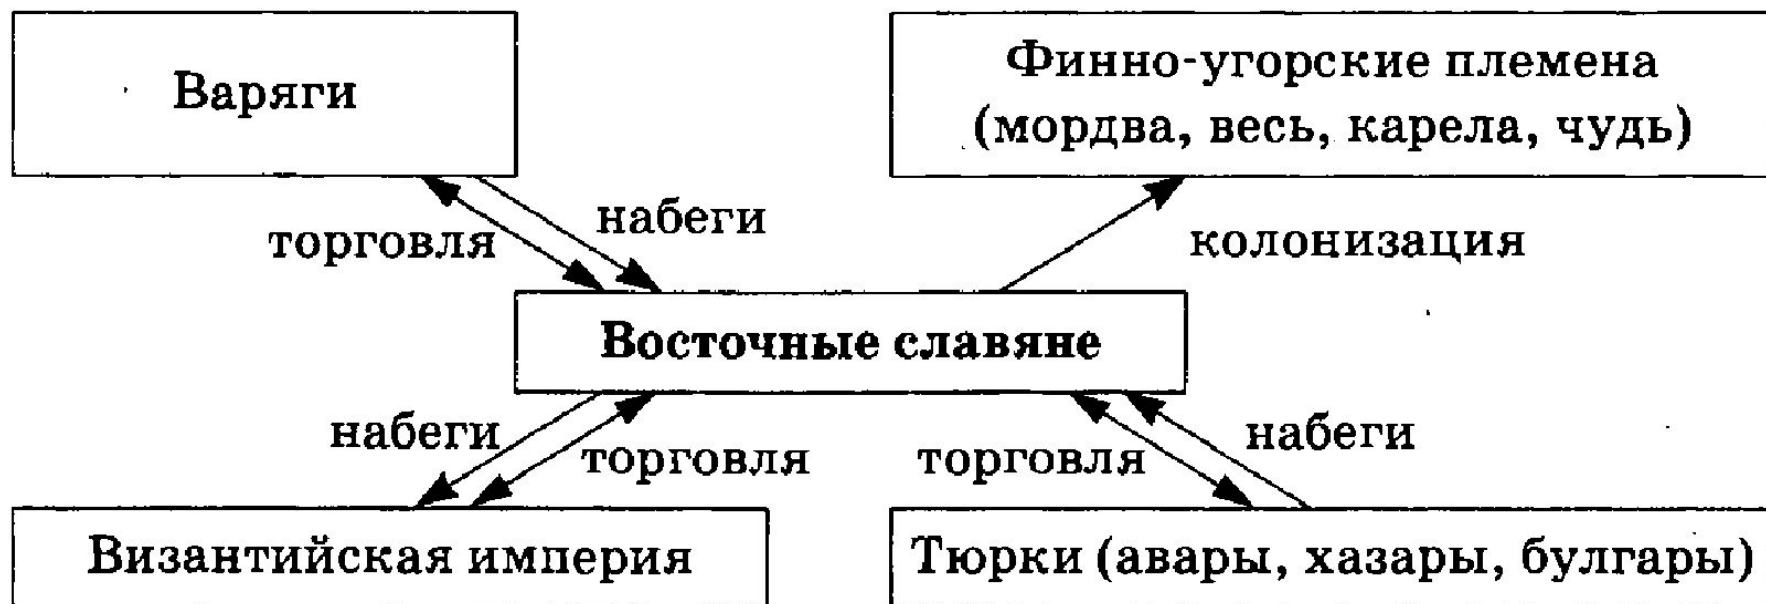 Варяги
Финно-угорские племена
(мордва, весь, карела, чудь)
набеги
торговля
колонизация
Восточные славяне
набеги
торговля
торговля
набеги
Византийская империя
Тюрки (авары, хазары, булгары)